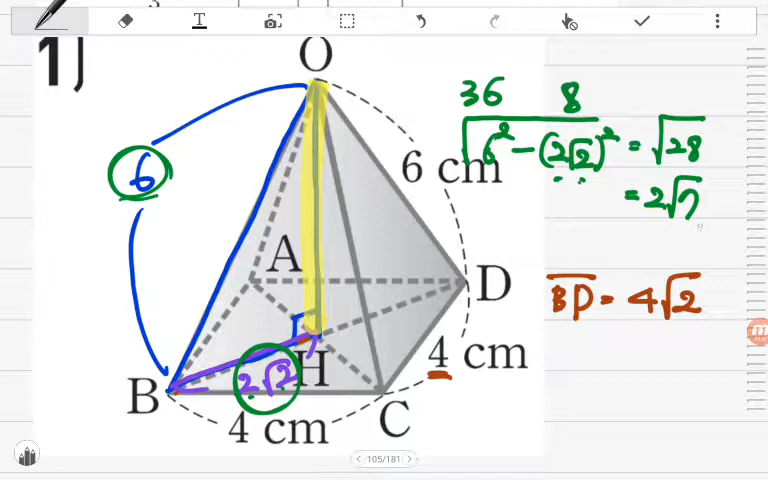 1)
O
36 8
√6² − (2√2)² = √28
= 2√7
6
6 cm
A
D
B̅D̅ = 4√2
H
2√2
4 cm
B
C
4 cm
105/181